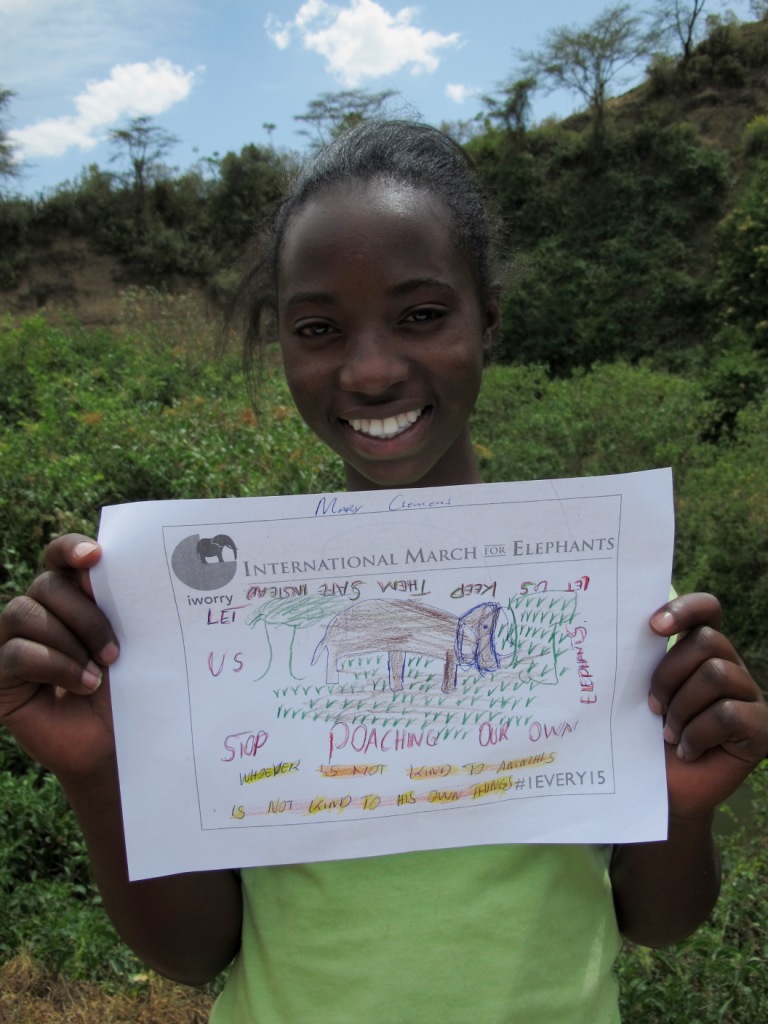 Mary Clement
INTERNATIONAL MARCH FOR ELEPHANTS
iworry
LET US KEEP THEM SAFE INSTEAD
LET
US
STOP POACHING OUR OWN
ELEPHANTS.
WHOEVER IS NOT KIND TO ANIMALS
IS NOT KIND TO HIS OWN THINGS
#1EVERY15